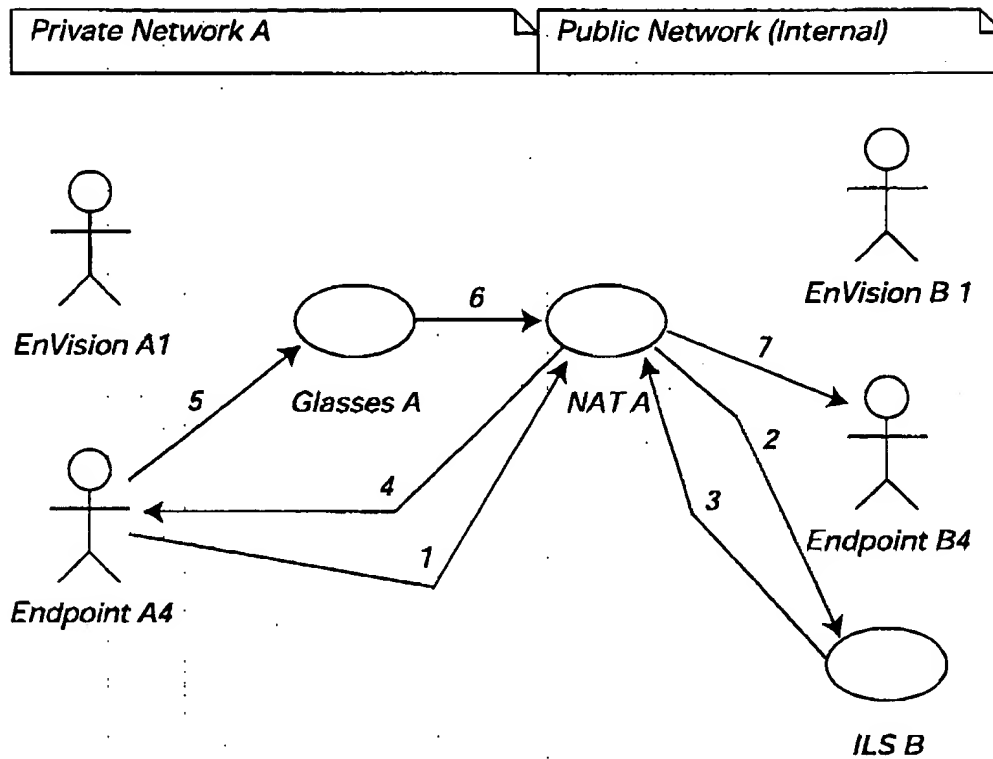 Private Network A
Public Network (Internal)
EnVision A1
EnVision B 1
6
7
5
Glasses A
NAT A
2
4
3
1
Endpoint B4
Endpoint A4
ILS B